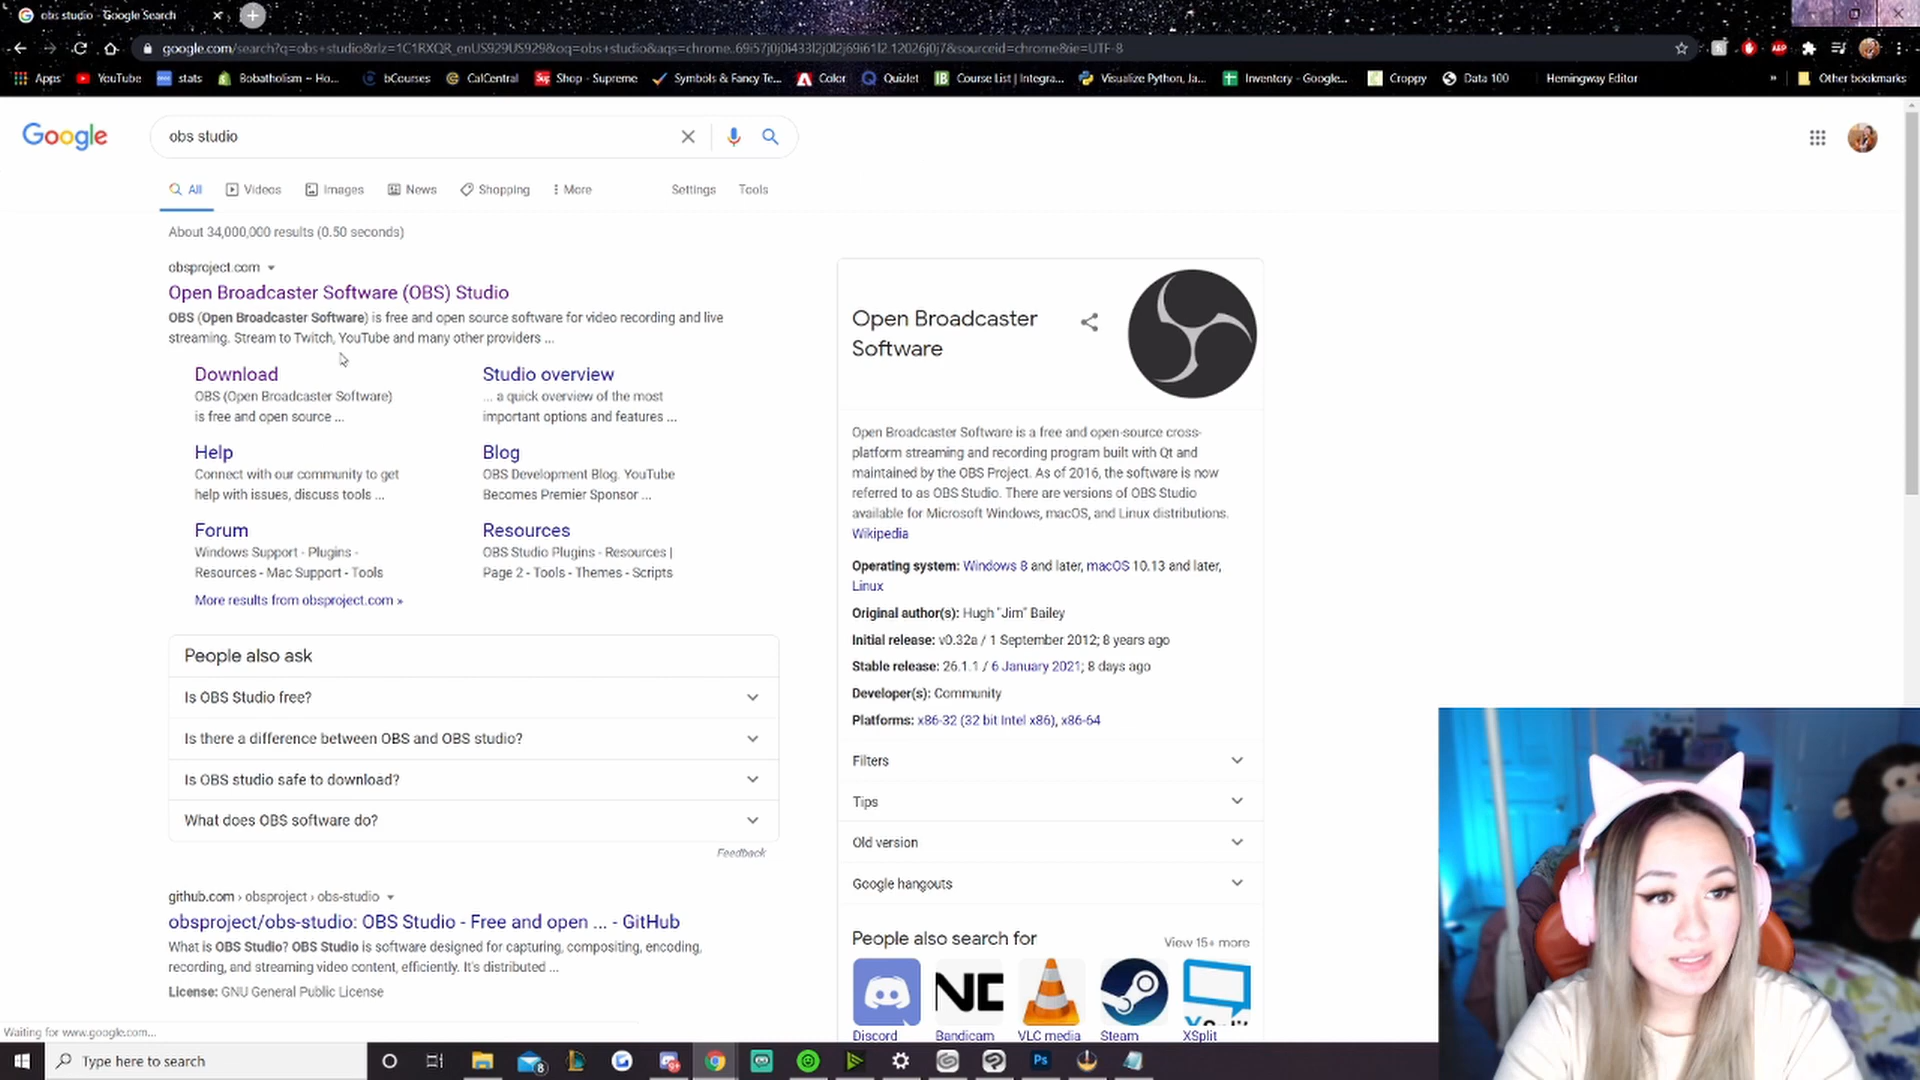 obs studio - Google Search
google.com/search?q=obs+studio&rlz=1C1RXQR_enUS929US929&oq=obs+studio&aqs=chrome..69i57j0j0i433l2j0l2j69i61l2.12026j0j7&sourceid=chrome&ie=UTF-8
Apps YouTube stats Bobatholism – Ho... bCourses CalCentral Shop - Supreme Symbols & Fancy Te... Color Quizlet Course List | Integra... Visualize Python, Ja... Inventory - Google... Croppy Data 100 Hemingway Editor » Other bookmarks
Google
obs studio
All Videos Images News Shopping More Settings Tools
About 34,000,000 results (0.50 seconds)
obsproject.com
Open Broadcaster Software (OBS) Studio
OBS (Open Broadcaster Software) is free and open source software for video recording and live
streaming. Stream to Twitch, YouTube and many other providers ...
Download
OBS (Open Broadcaster Software)
is free and open source ...
Studio overview
... a quick overview of the most
important options and features ...
Help
Connect with our community to get
help with issues, discuss tools ...
Blog
OBS Development Blog. YouTube
Becomes Premier Sponsor ...
Forum
Windows Support - Plugins -
Resources - Mac Support - Tools
Resources
OBS Studio Plugins - Resources |
Page 2 - Tools - Themes - Scripts
More results from obsproject.com »
People also ask
Is OBS Studio free?
Is there a difference between OBS and OBS studio?
Is OBS studio safe to download?
What does OBS software do?
Feedback
github.com › obsproject › obs-studio
obsproject/obs-studio: OBS Studio - Free and open ... - GitHub
What is OBS Studio? OBS Studio is software designed for capturing, compositing, encoding,
recording, and streaming video content, efficiently. It's distributed ...
License: GNU General Public License
Open Broadcaster
Software
Open Broadcaster Software is a free and open-source cross-
platform streaming and recording program built with Qt and
maintained by the OBS Project. As of 2016, the software is now
referred to as OBS Studio. There are versions of OBS Studio
available for Microsoft Windows, macOS, and Linux distributions.
Wikipedia
Operating system: Windows 8 and later, macOS 10.13 and later,
Linux
Original author(s): Hugh "Jim" Bailey
Initial release: v0.32a / 1 September 2012; 8 years ago
Stable release: 26.1.1 / 6 January 2021; 8 days ago
Developer(s): Community
Platforms: x86-32 (32 bit Intel x86), x86-64
Filters
Tips
Old version
Google hangouts
People also search for
View 15+ more
Discord Bandicam VLC media Steam XSplit
Waiting for www.google.com...
Type here to search
8
Ps